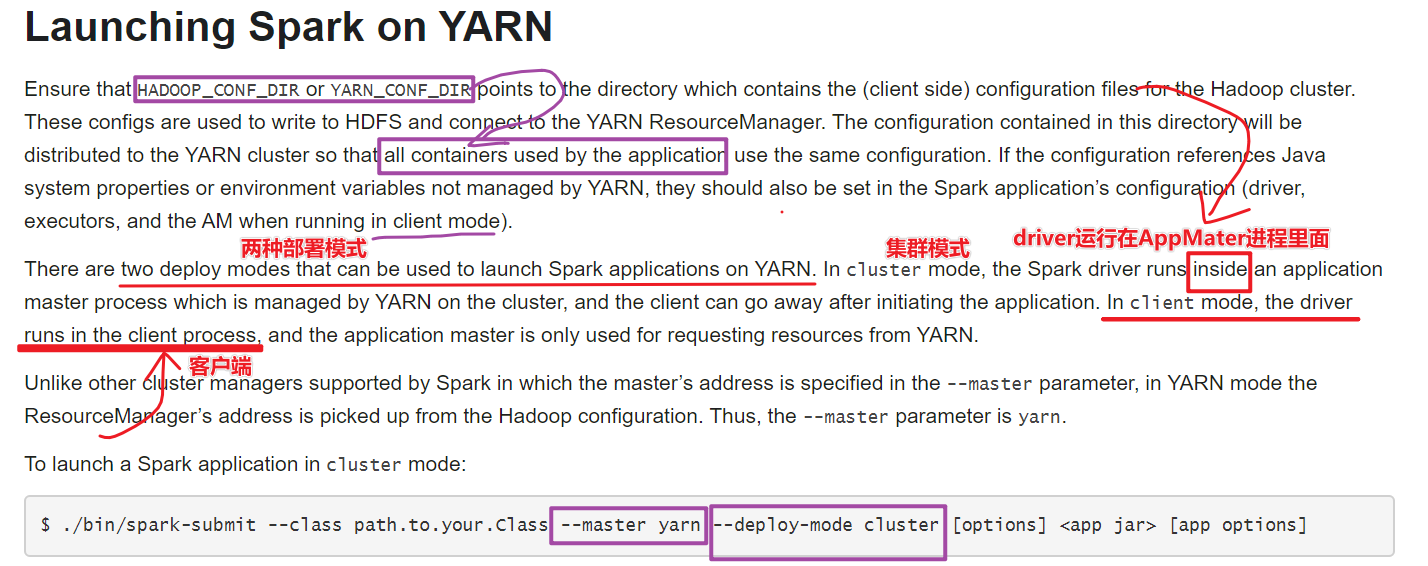 Launching Spark on YARN
Ensure that HADOOP_CONF_DIR or YARN_CONF_DIR points to the directory which contains the (client side) configuration files for the Hadoop cluster.
These configs are used to write to HDFS and connect to the YARN ResourceManager. The configuration contained in this directory will be
distributed to the YARN cluster so that all containers used by the application use the same configuration. If the configuration references Java
system properties or environment variables not managed by YARN, they should also be set in the Spark application’s configuration (driver,
executors, and the AM when running in client mode).
两种部署模式
集群模式
driver运行在AppMater进程里面
There are two deploy modes that can be used to launch Spark applications on YARN. In cluster mode, the Spark driver runs inside an application
master process which is managed by YARN on the cluster, and the client can go away after initiating the application. In client mode, the driver
runs in the client process, and the application master is only used for requesting resources from YARN.
客户端
Unlike other cluster managers supported by Spark in which the master’s address is specified in the --master parameter, in YARN mode the
ResourceManager’s address is picked up from the Hadoop configuration. Thus, the --master parameter is yarn.
To launch a Spark application in cluster mode:
$ ./bin/spark-submit --class path.to.your.Class --master yarn --deploy-mode cluster [options] <app jar> [app options]